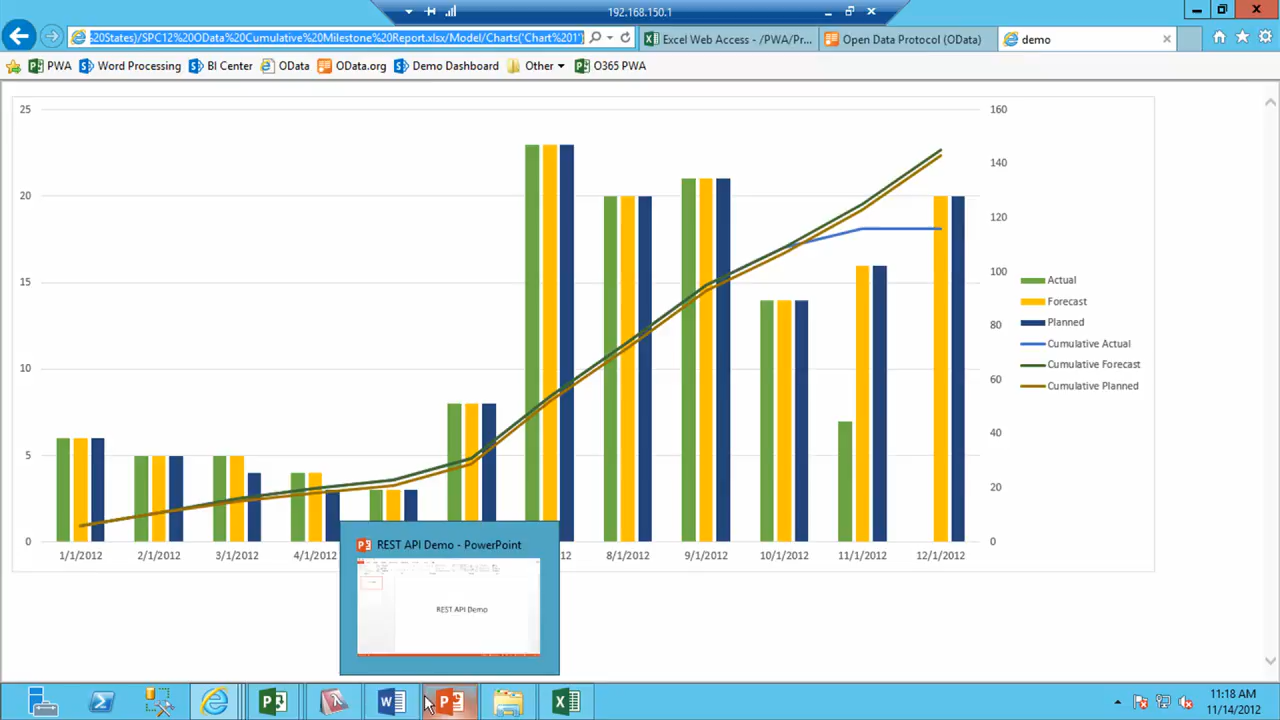 192.168.150.1
:20States)/SPC12%20OData%20Cumulative%20Milestone%20Report.xlsx/Model/Charts('Chart%201')
Excel Web Access - /PWA/Pr...
Open Data Protocol (OData)
demo
PWA
Word Processing
BI Center
OData
OData.org
Demo Dashboard
Other
O365 PWA
25
20
15
10
5
0
160
140
120
100
80
60
40
20
0
Actual
Forecast
Planned
Cumulative Actual
Cumulative Forecast
Cumulative Planned
1/1/2012
2/1/2012
3/1/2012
4/1/2012
12
8/1/2012
9/1/2012
10/1/2012
11/1/2012
12/1/2012
REST API Demo - PowerPoint
REST API Demo
11:18 AM
11/14/2012